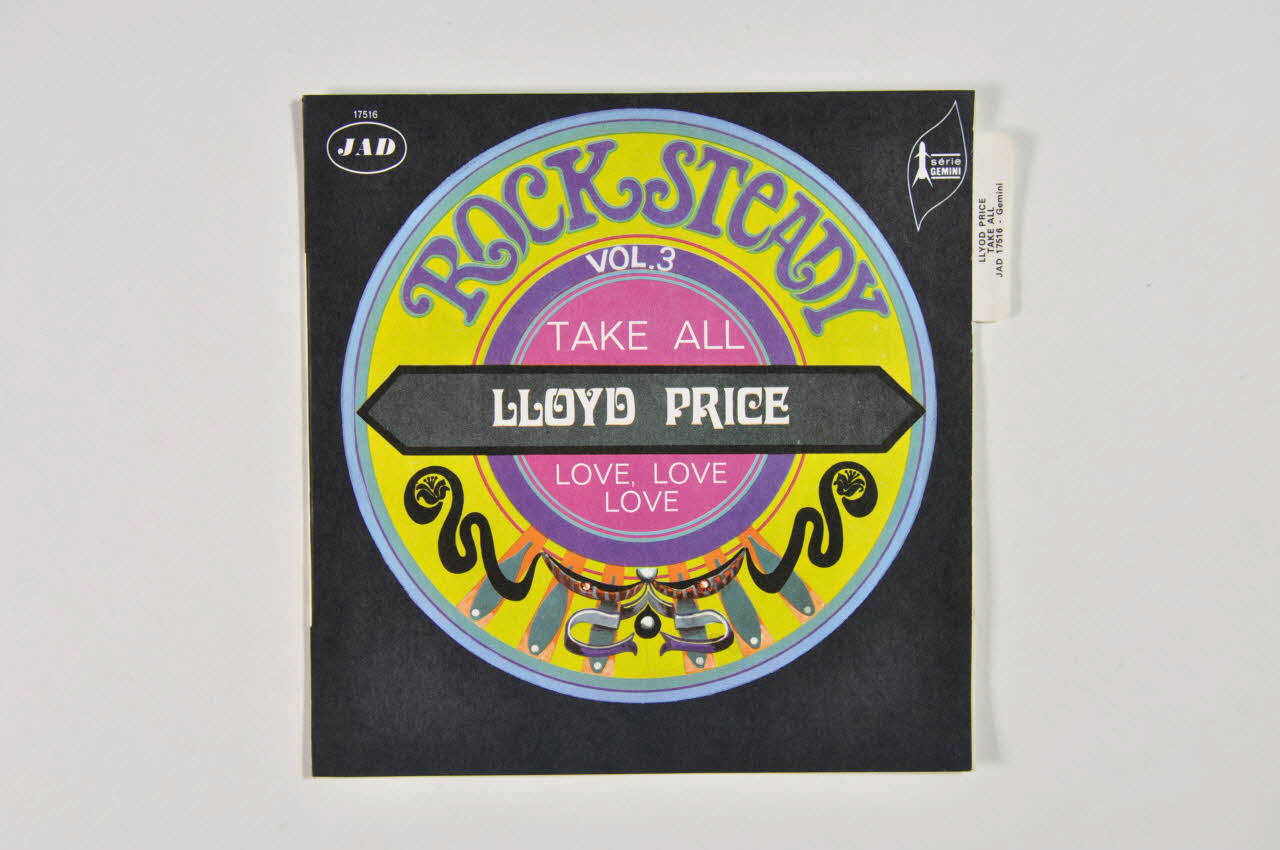 17516
JAD
série
GEMINI
ROCK STEADY
VOL.3
TAKE ALL
LLOYD PRICE
LOVE, LOVE
LOVE
LLYOD PRICE
TAKE ALL
JAD 17516 - Gemini